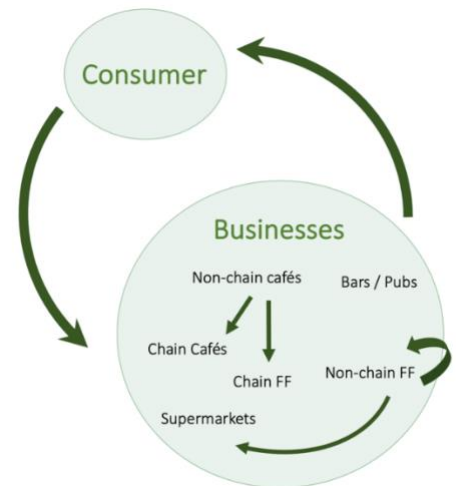 Consumer
Businesses
Non-chain cafés
Bars / Pubs
Chain Cafés
Chain FF
Non-chain FF
Supermarkets